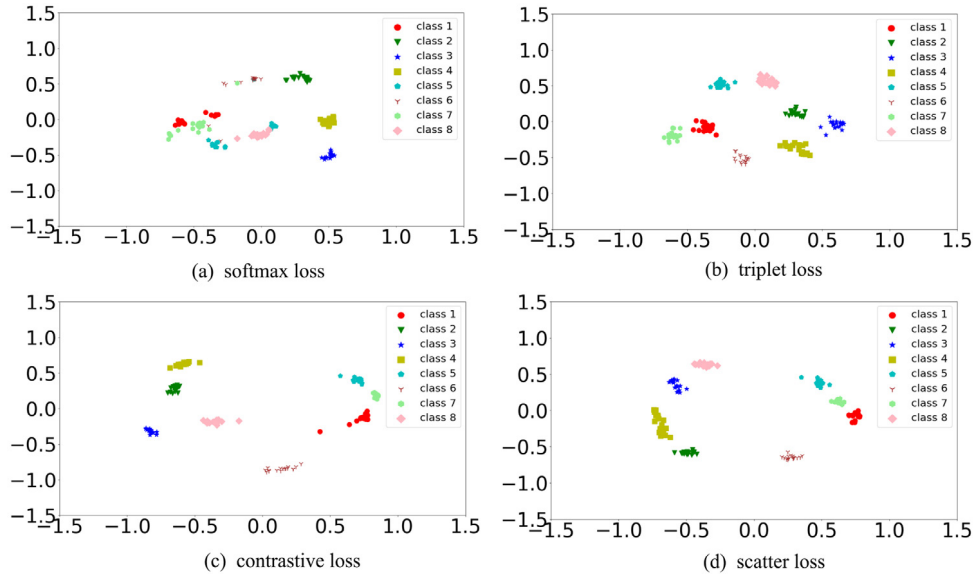 1.5
1.0
0.5
0.0
−0.5
−1.0
−1.5
−1.5 −1.0 −0.5 0.0 0.5 1.0 1.5
class 1
class 2
class 3
class 4
class 5
class 6
class 7
class 8
(a) softmax loss
1.5
1.0
0.5
0.0
−0.5
−1.0
−1.5
−1.5 −1.0 −0.5 0.0 0.5 1.0 1.5
class 1
class 2
class 3
class 4
class 5
class 6
class 7
class 8
(b) triplet loss
1.5
1.0
0.5
0.0
−0.5
−1.0
−1.5
−1.5 −1.0 −0.5 0.0 0.5 1.0 1.5
class 1
class 2
class 3
class 4
class 5
class 6
class 7
class 8
(c) contrastive loss
1.5
1.0
0.5
0.0
−0.5
−1.0
−1.5
−1.5 −1.0 −0.5 0.0 0.5 1.0 1.5
class 1
class 2
class 3
class 4
class 5
class 6
class 7
class 8
(d) scatter loss